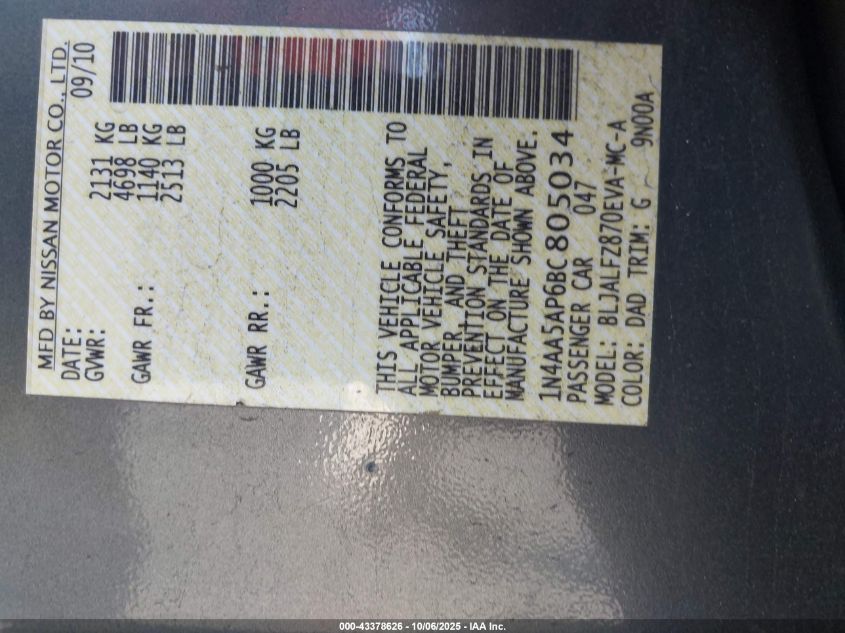 MFD BY NISSAN MOTOR CO., LTD.
DATE: 09/10
GVWR: 2131 KG
4698 LB
GAWR FR.: 1140 KG
2513 LB
GAWR RR.: 1000 KG
2205 LB
THIS VEHICLE CONFORMS TO
ALL APPLICABLE FEDERAL
MOTOR VEHICLE SAFETY,
BUMPER, AND THEFT
PREVENTION STANDARDS IN
EFFECT ON THE DATE OF
MANUFACTURE SHOWN ABOVE.
1N4AA5AP6BC805034
PASSENGER CAR 047
MODEL: BLJALFZ870EVA-MC-A
COLOR: DAD TRIM: G 9N00A
000-43378626 - 10/06/2025 - IAA Inc.